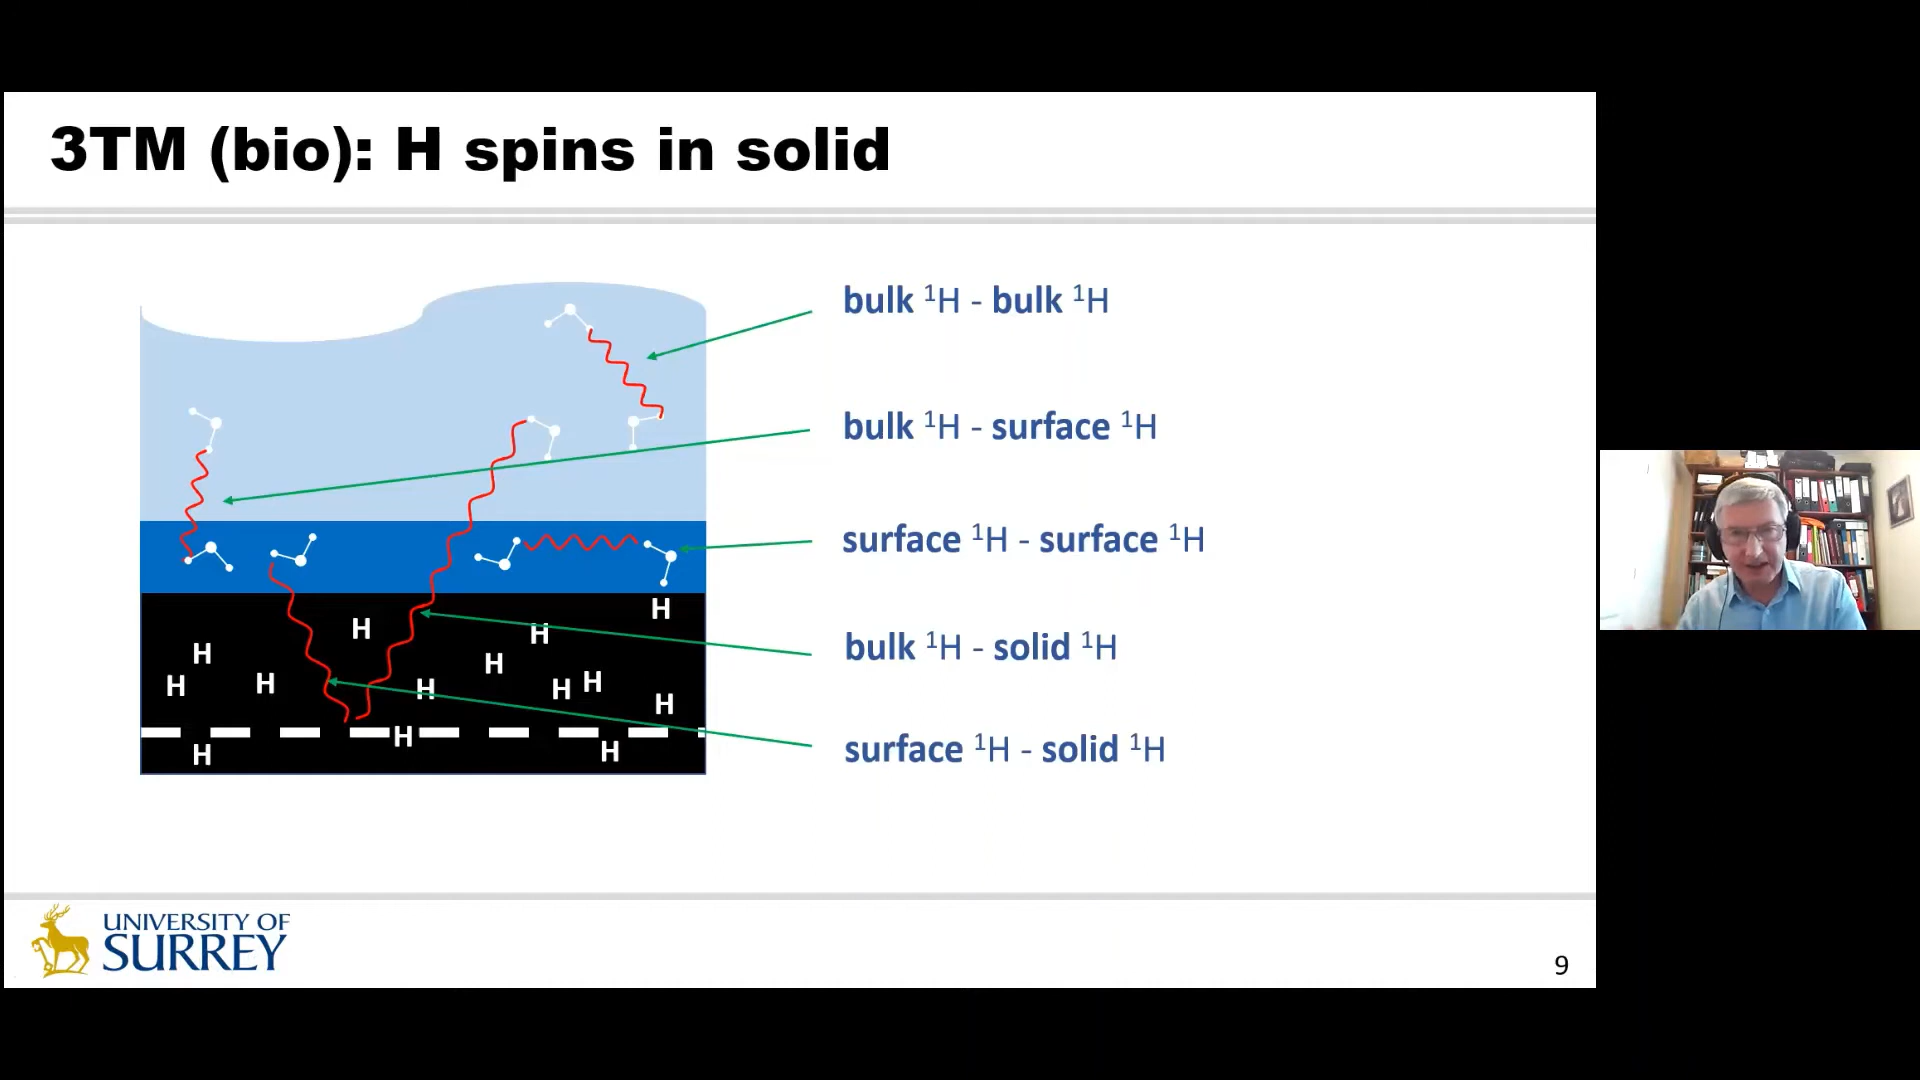 3TM (bio): H spins in solid
bulk ¹H - bulk ¹H
bulk ¹H - surface ¹H
surface ¹H - surface ¹H
bulk ¹H - solid ¹H
surface ¹H - solid ¹H
H
H
H
H
H
H
H
H
H
H
H
H
H
H
UNIVERSITY OF
SURREY
9